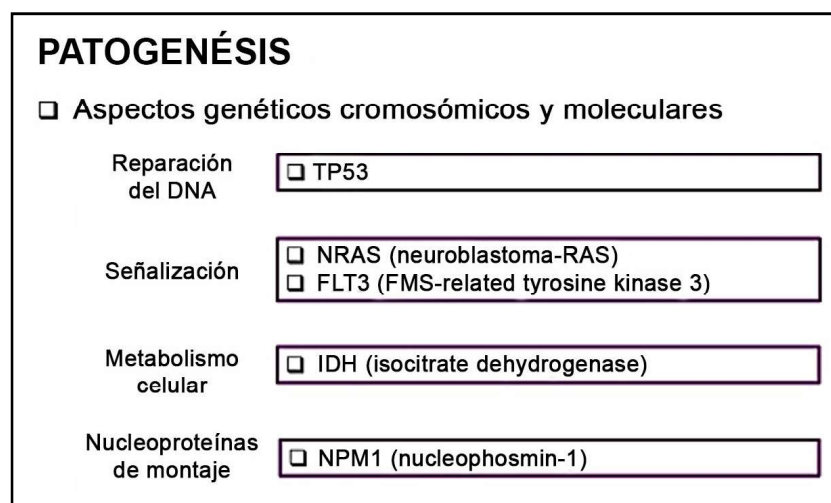 PATOGENÉSIS
❑ Aspectos genéticos cromosómicos y moleculares
Reparación
del DNA
❑ TP53
Señalización
❑ NRAS (neuroblastoma-RAS)
❑ FLT3 (FMS-related tyrosine kinase 3)
Metabolismo
celular
❑ IDH (isocitrate dehydrogenase)
Nucleoproteínas
de montaje
❑ NPM1 (nucleophosmin-1)